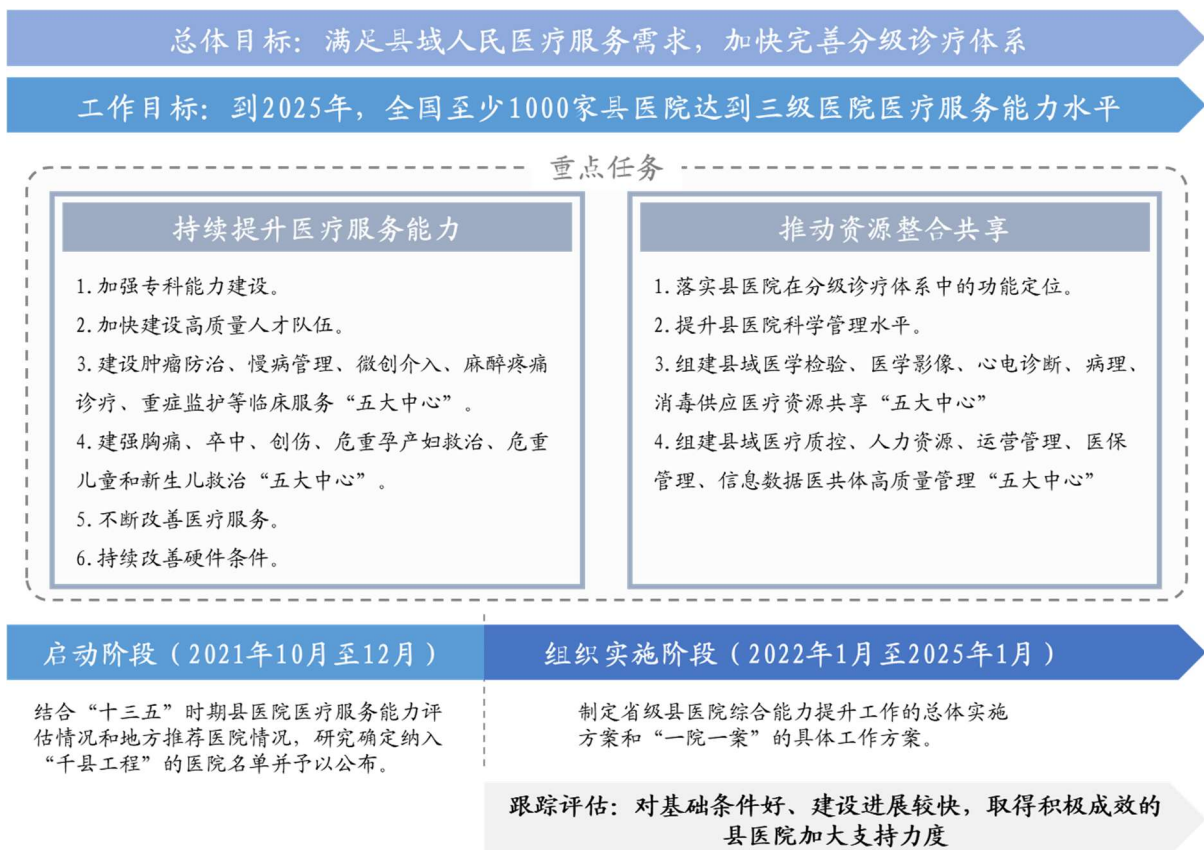 总体目标：满足县域人民医疗服务需求，加快完善分级诊疗体系
工作目标：到2025年，全国至少1000家县医院达到三级医院医疗服务能力水平
重点任务
持续提升医疗服务能力
1.加强专科能力建设。
2.加快建设高质量人才队伍。
3.建设肿瘤防治、慢病管理、微创介入、麻醉疼痛
诊疗、重症监护等临床服务“五大中心”。
4.建强胸痛、卒中、创伤、危重孕产妇救治、危重
儿童和新生儿救治“五大中心”。
5.不断改善医疗服务。
6.持续改善硬件条件。
推动资源整合共享
1.落实县医院在分级诊疗体系中的功能定位。
2.提升县医院科学管理水平。
3.组建县域医学检验、医学影像、心电诊断、病理、
消毒供应医疗资源共享“五大中心”
4.组建县域医疗质控、人力资源、运营管理、医保
管理、信息数据医共体高质量管理“五大中心”
启动阶段（2021年10月至12月）
结合“十三五”时期县医院医疗服务能力评
估情况和地方推荐医院情况，研究确定纳入
“千县工程”的医院名单并予以公布。
组织实施阶段（2022年1月至2025年1月）
制定省级县医院综合能力提升工作的总体实施
方案和“一院一案”的具体工作方案。
跟踪评估：对基础条件好、建设进展较快，取得积极成效的
县医院加大支持力度